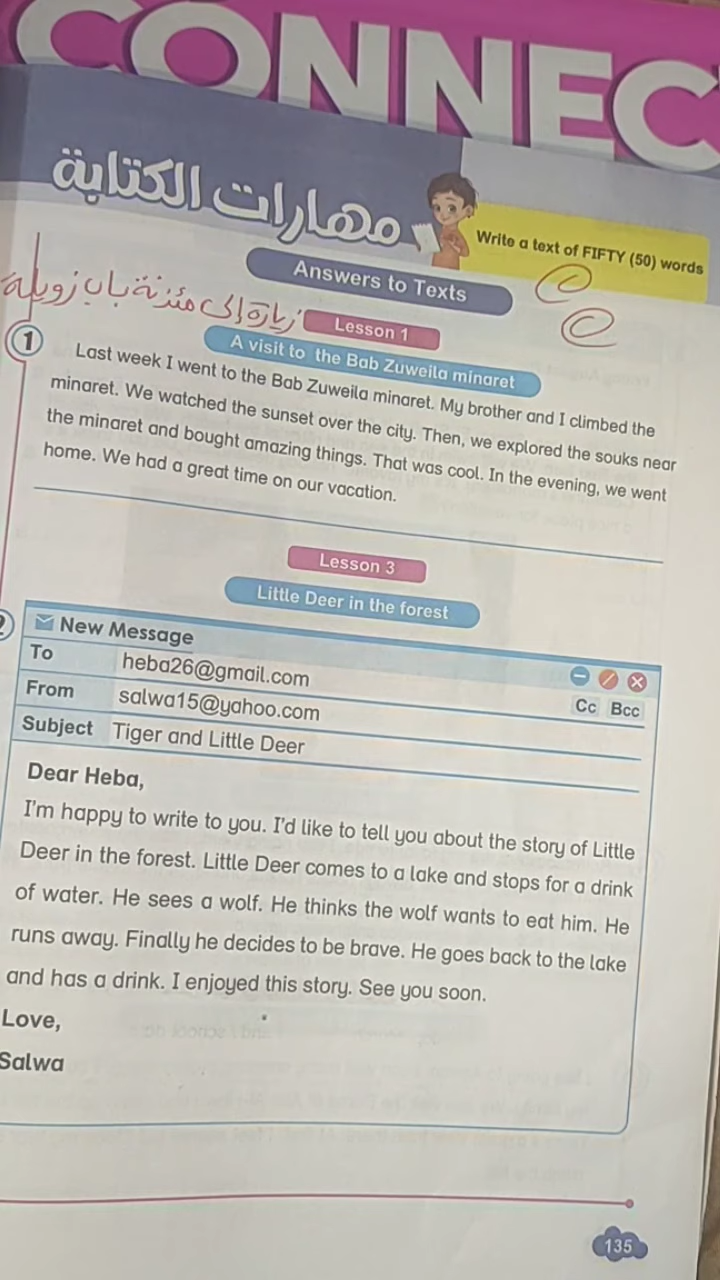 CONNEC
مهارات الكتابة
Write a text of FIFTY (50) words
Answers to Texts
زيارة إلى مئذنة باب زويلة
Lesson 1
1
A visit to the Bab Zuweila minaret
Last week I went to the Bab Zuweila minaret. My brother and I climbed the
minaret. We watched the sunset over the city. Then, we explored the souks near
the minaret and bought amazing things. That was cool. In the evening, we went
home. We had a great time on our vacation.
Lesson 3
Little Deer in the forest
New Message
To heba26@gmail.com
From salwa15@yahoo.com
Cc Bcc
Subject Tiger and Little Deer
Dear Heba,
I'm happy to write to you. I'd like to tell you about the story of Little
Deer in the forest. Little Deer comes to a lake and stops for a drink
of water. He sees a wolf. He thinks the wolf wants to eat him. He
runs away. Finally he decides to be brave. He goes back to the lake
and has a drink. I enjoyed this story. See you soon.
Love,
Salwa
135